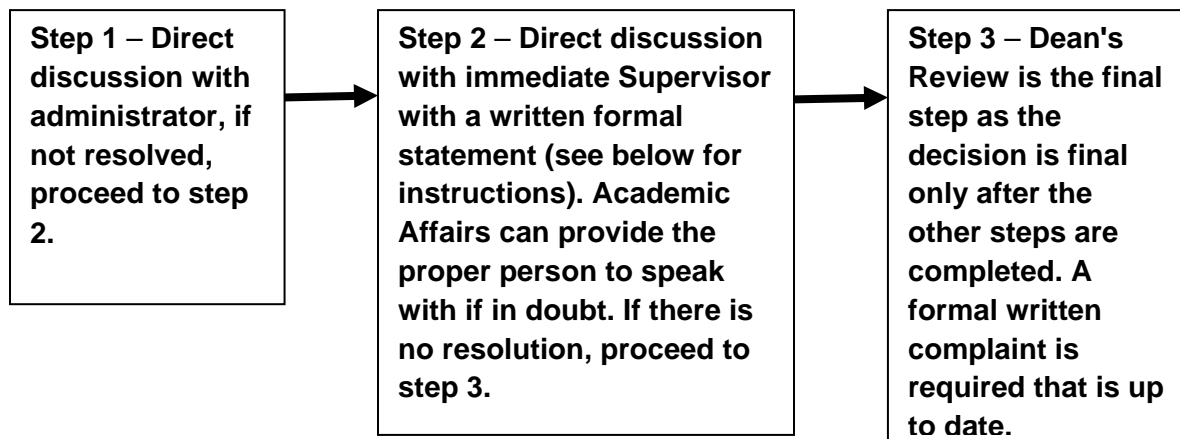 Step 1 – Direct
discussion with
administrator, if
not resolved,
proceed to step
2.
Step 2 – Direct discussion
with immediate Supervisor
with a written formal
statement (see below for
instructions). Academic
Affairs can provide the
proper person to speak
with if in doubt. If there is
no resolution, proceed to
step 3.
Step 3 – Dean's
Review is the final
step as the
decision is final
only after the
other steps are
completed. A
formal written
complaint is
required that is up
to date.